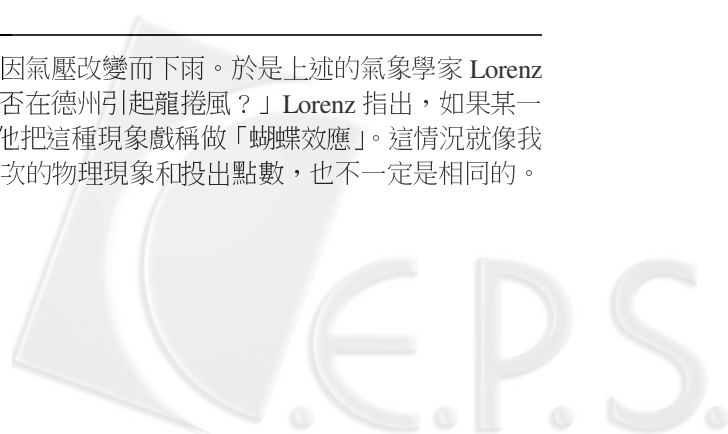 因氣壓改變而下雨。於是上述的氣象學家 Lorenz
否在德州引起龍捲風？」Lorenz 指出，如果某一
他把這種現象戲稱做「蝴蝶效應」。這情況就像我
次的物理現象和投出點數，也不一定是相同的。
C.E.P.S.